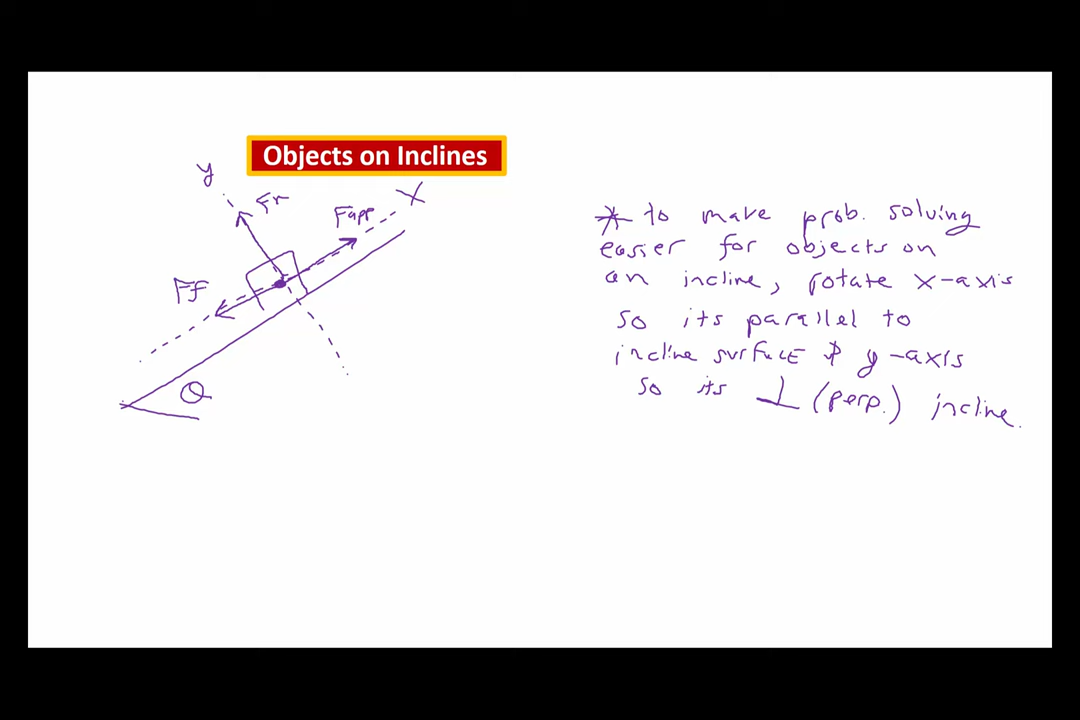 Objects on Inclines
y
Fn
Fapp
X
Ff
θ
* to make prob. solving
easier for objects on
an incline, rotate x-axis
so its parallel to
incline surface & y-axis
so its ⊥ (perp.) incline.